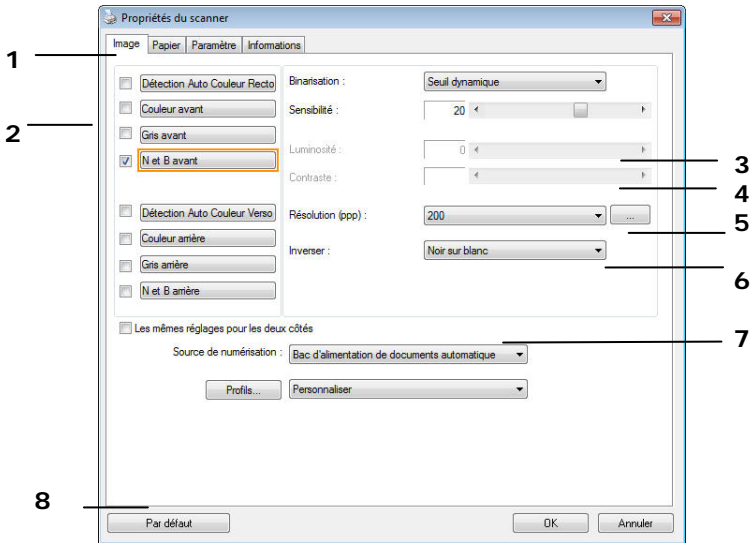 Propriétés du scanner
Image Papier Paramètre Informations
1
Détection Auto Couleur Recto
Binarisation :
Seuil dynamique
Couleur avant
Sensibilité :
20
2
Gris avant
N et B avant
Luminosité :
0
3
Contraste :
4
Détection Auto Couleur Verso
Résolution (ppp) :
200
...
5
Couleur arrière
Inverser :
Noir sur blanc
Gris arrière
6
N et B arrière
Les mêmes réglages pour les deux côtés
7
Source de numérisation :
Bac d'alimentation de documents automatique
Profils...
Personnaliser
8
Par défaut
OK
Annuler